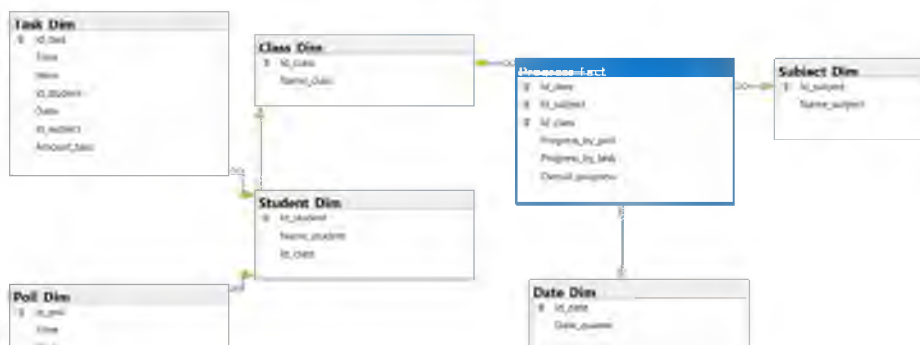 Task Dim
Id_task
Time
Id_student
Date
Id_subject
Amount_task
Class Dim
Id_class
Name_class
Progress Fact
Id_date
Id_subject
Id_class
Progress_by_poll
Progress_by_task
Overall_progress
Subject Dim
Id_subject
Name_subject
Student Dim
Id_student
Name_student
Id_class
Poll Dim
Id_poll
Time
Date Dim
Id_date
Date_quarter